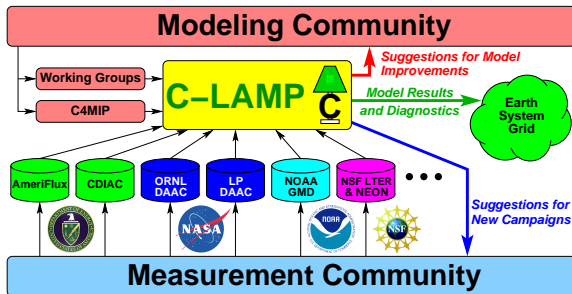 Modeling Community
Suggestions for Model
Improvements
Working Groups
C4MIP
C–LAMP
C
Model Results
and Diagnostics
Earth
System
Grid
AmeriFlux
CDIAC
ORNL
DAAC
LP
DAAC
NOAA
GMD
NSF LTER
& NEON
Suggestions for
New Campaigns
NASA
NOAA
NSF
Measurement Community